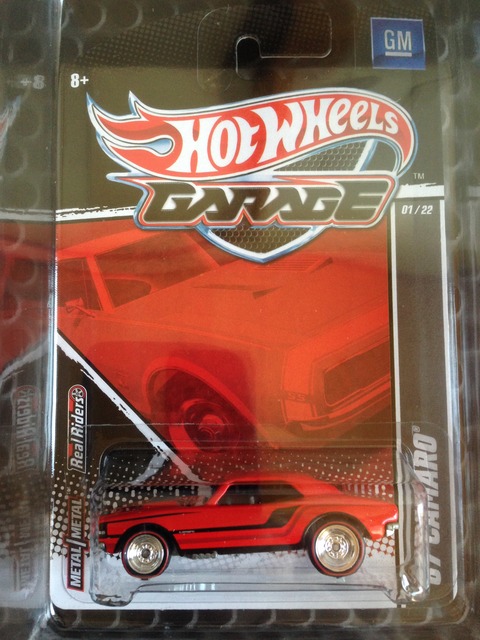 8+
GM
HOT WHEELS
GARAGE
TM
01/22
Real Riders
METAL/METAL
67 CAMARO®